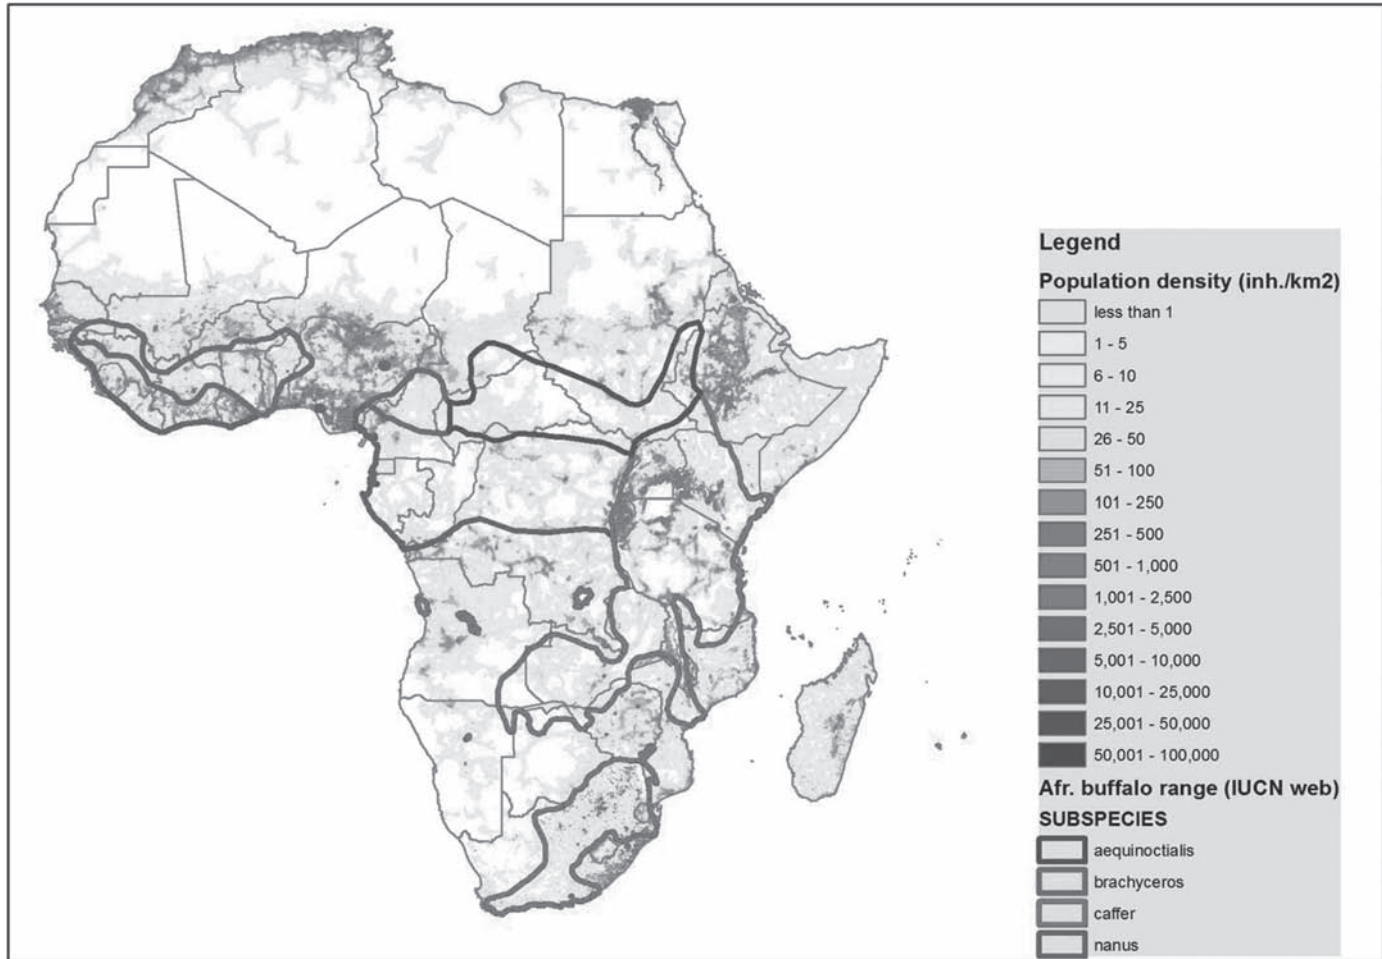 Legend
Population density (inh./km2)
less than 1
1 - 5
6 - 10
11 - 25
26 - 50
51 - 100
101 - 250
251 - 500
501 - 1,000
1,001 - 2,500
2,501 - 5,000
5,001 - 10,000
10,001 - 25,000
25,001 - 50,000
50,001 - 100,000
Afr. buffalo range (IUCN web)
SUBSPECIES
aequinoctialis
brachyceros
caffer
nanus